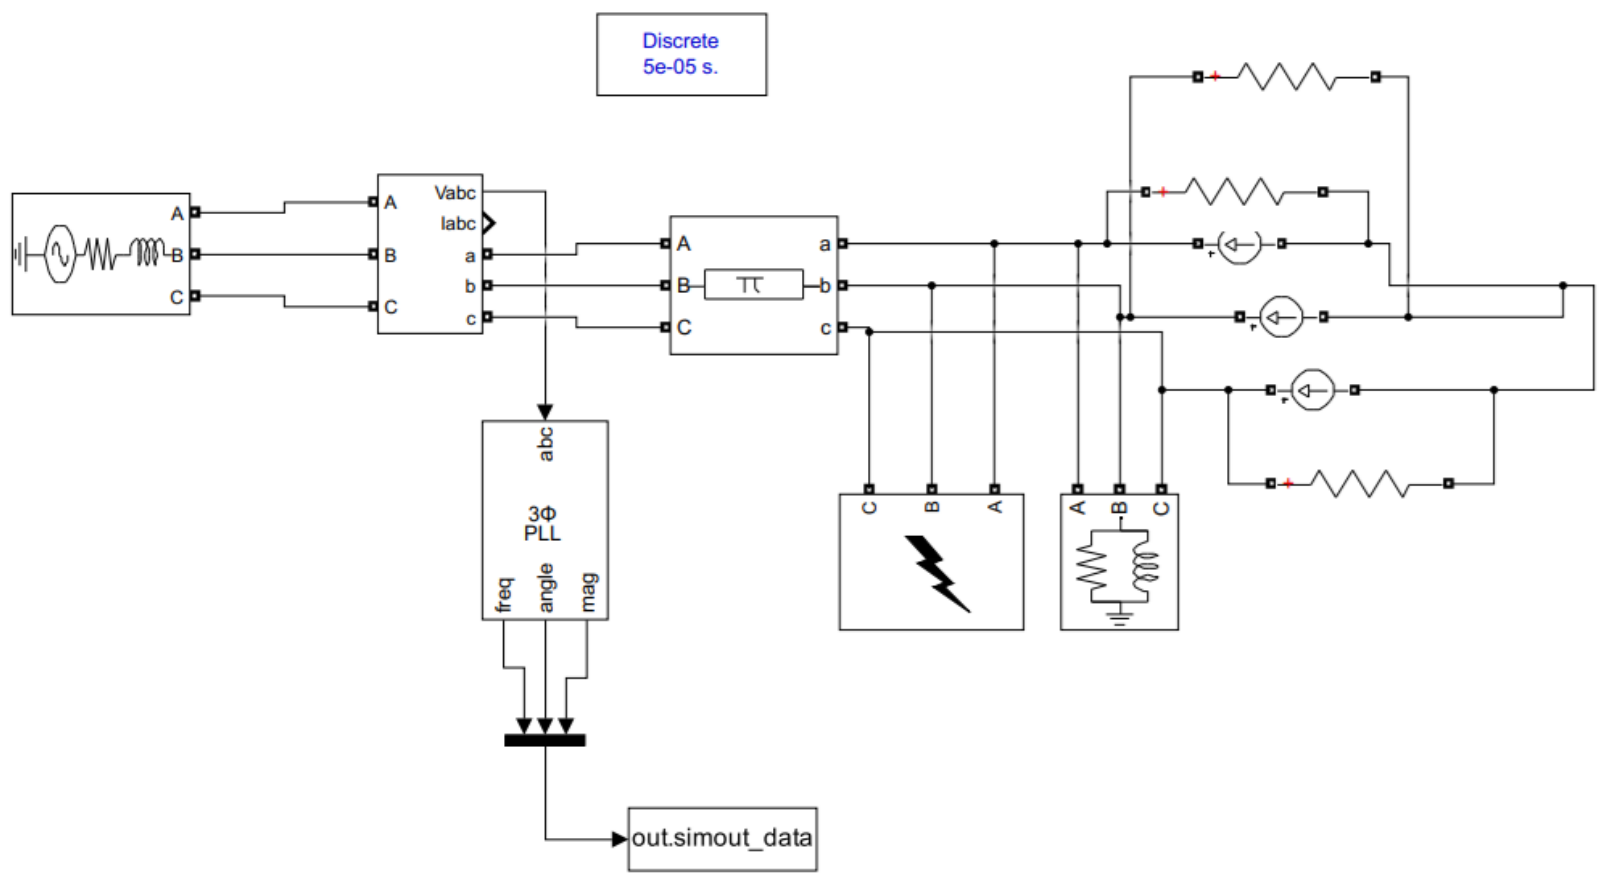 Discrete
5e-05 s.
A
B
C
A
B
C
Vabc
Iabc
a
b
c
A
B
C
a
b
c
abc
3Φ
PLL
freq
angle
mag
C
B
A
A
B
C
out.simout_data